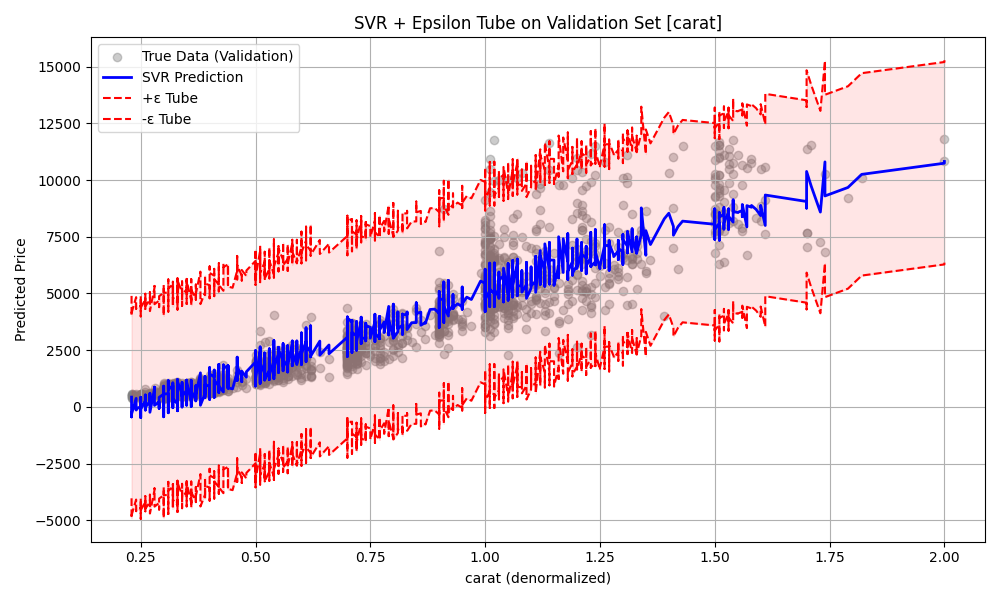 SVR + Epsilon Tube on Validation Set [carat]
True Data (Validation)
SVR Prediction
+ε Tube
-ε Tube
Predicted Price
15000
12500
10000
7500
5000
2500
0
−2500
−5000
0.25 0.50 0.75 1.00 1.25 1.50 1.75 2.00
carat (denormalized)